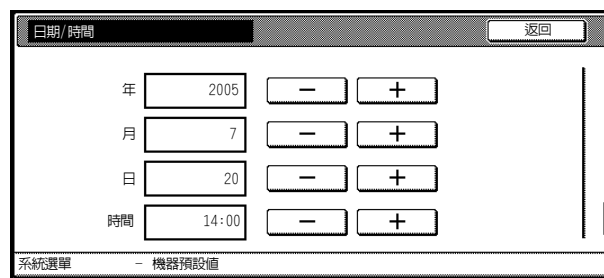 日期/時間 返回
年 2005 － ＋
月 7 － ＋
日 20 － ＋
時間 14:00 － ＋
系統選單 － 機器預設値